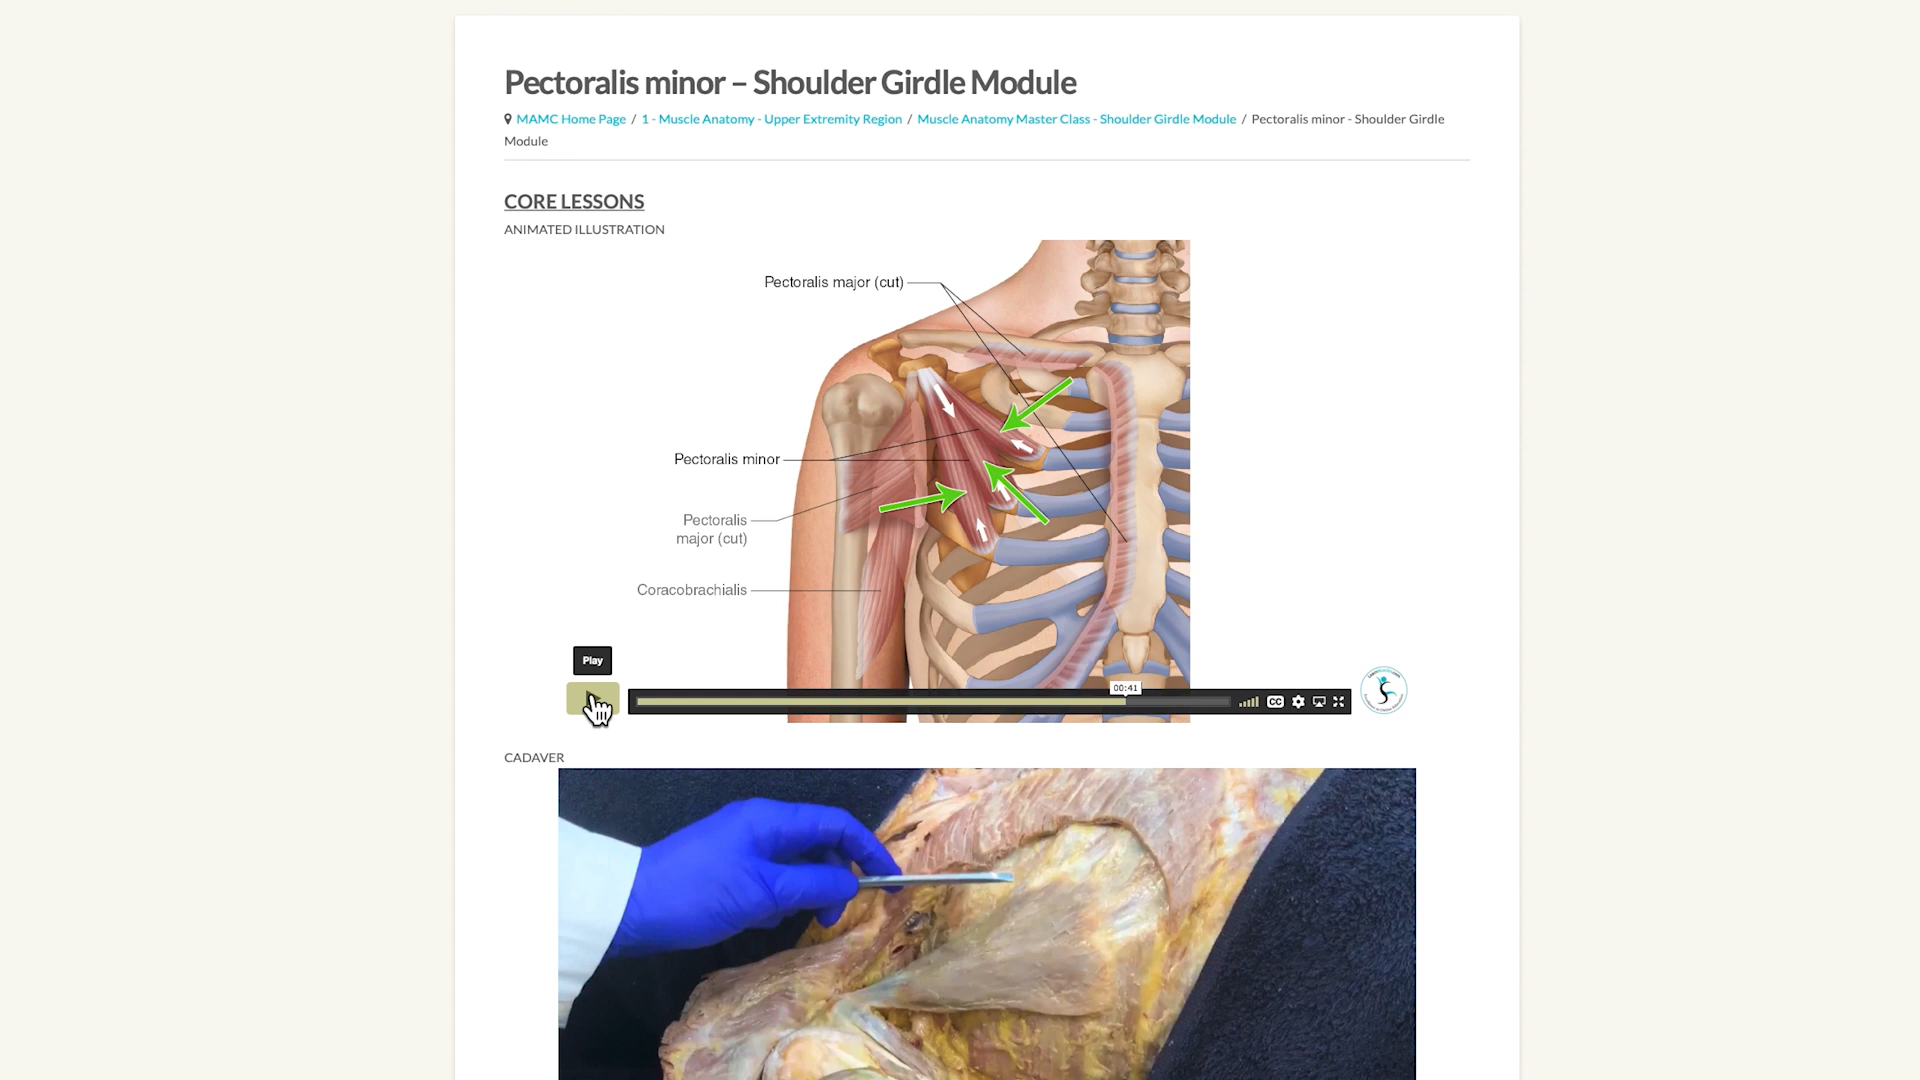 Pectoralis minor – Shoulder Girdle Module
MAMC Home Page / 1 - Muscle Anatomy - Upper Extremity Region / Muscle Anatomy Master Class - Shoulder Girdle Module / Pectoralis minor - Shoulder Girdle
Module
CORE LESSONS
ANIMATED ILLUSTRATION
Pectoralis major (cut)
Pectoralis minor
Pectoralis
major (cut)
Coracobrachialis
Play
00:41
CC
CADAVER